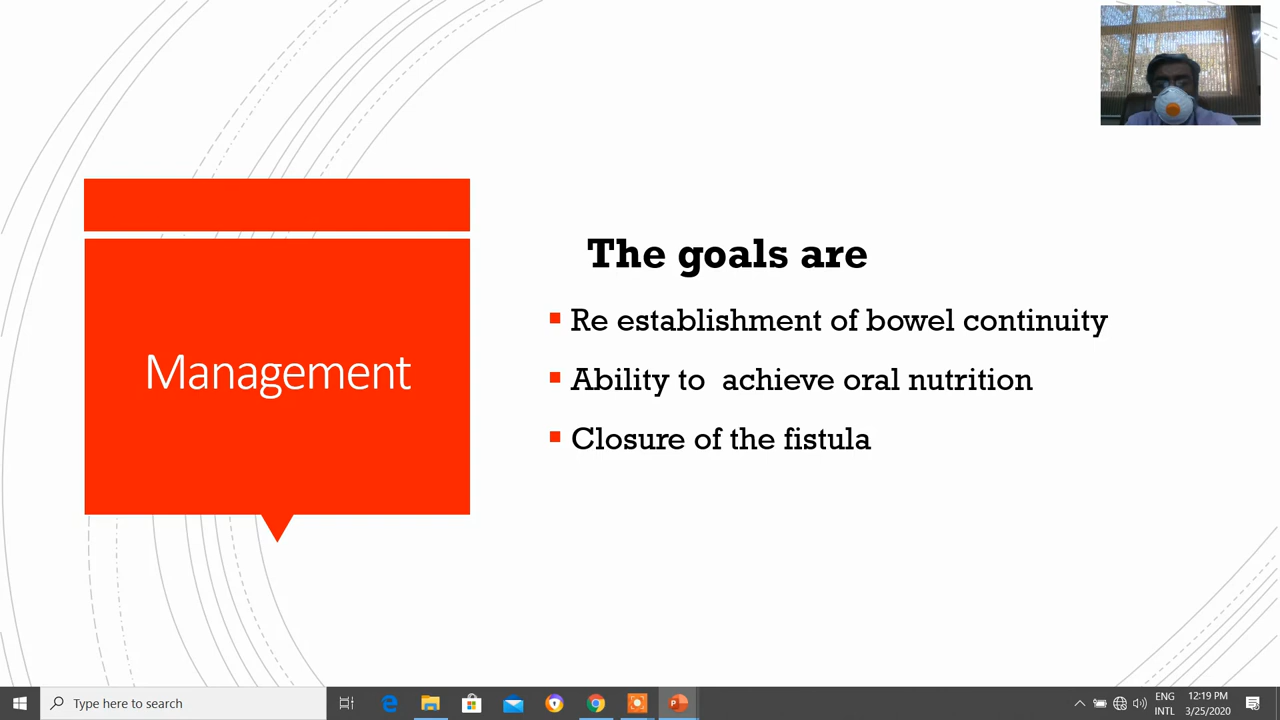 Management
The goals are
Re establishment of bowel continuity
Ability to achieve oral nutrition
Closure of the fistula
Type here to search
ENG
INTL
12:19 PM
3/25/2020